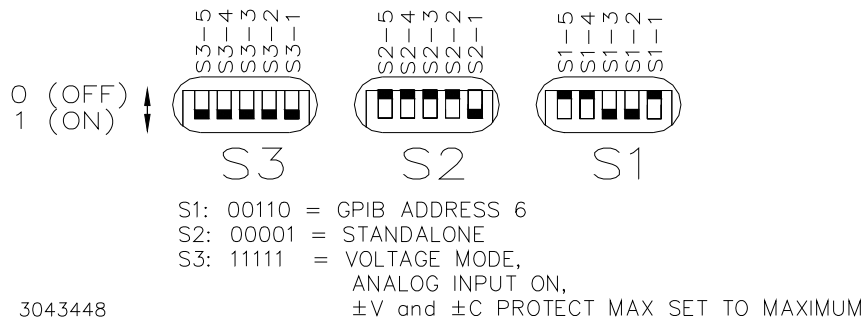 S3-5
S3-4
S3-3
S3-2
S3-1
S2-5
S2-4
S2-3
S2-2
S2-1
S1-5
S1-4
S1-3
S1-2
S1-1
0 (OFF)
1 (ON)
S3
S2
S1
S1: 00110 = GPIB ADDRESS 6
S2: 00001 = STANDALONE
S3: 11111 = VOLTAGE MODE,
ANALOG INPUT ON,
±V and ±C PROTECT MAX SET TO MAXIMUM
3043448